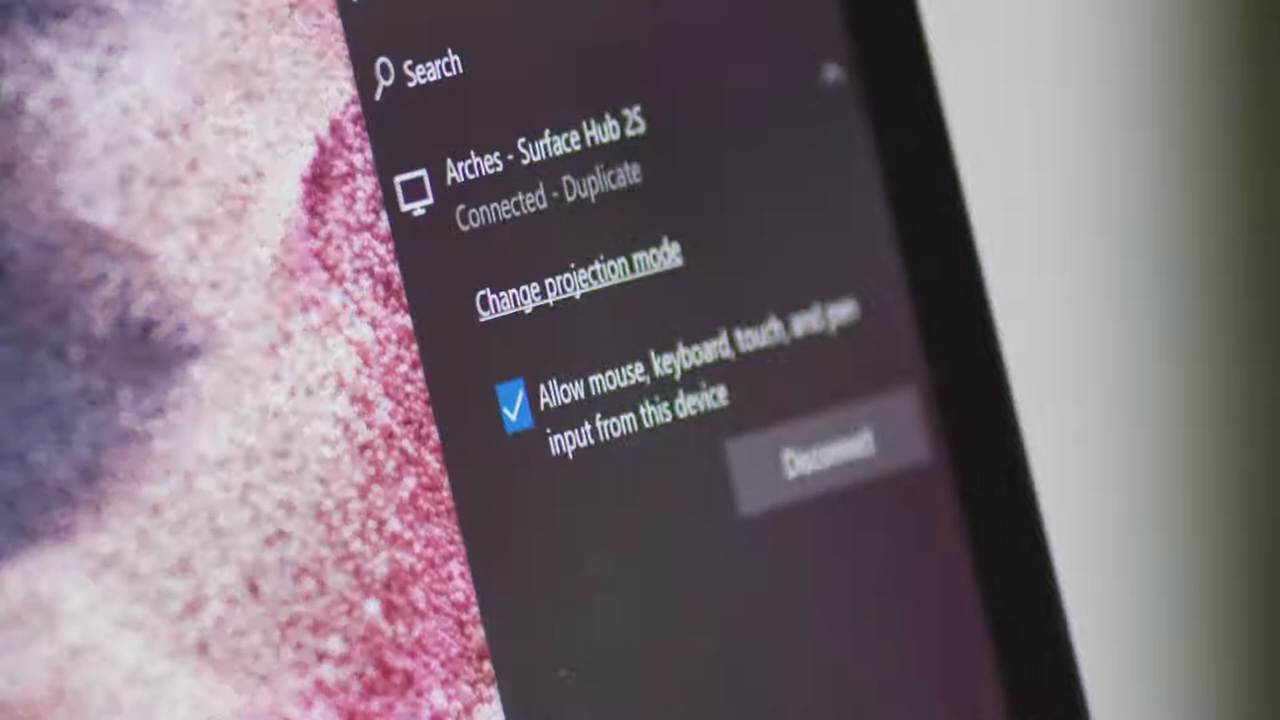 Search
Arches - Surface Hub 2S
Connected - Duplicate
Change projection mode
Allow mouse, keyboard, touch, and pen
input from this device
Disconnect